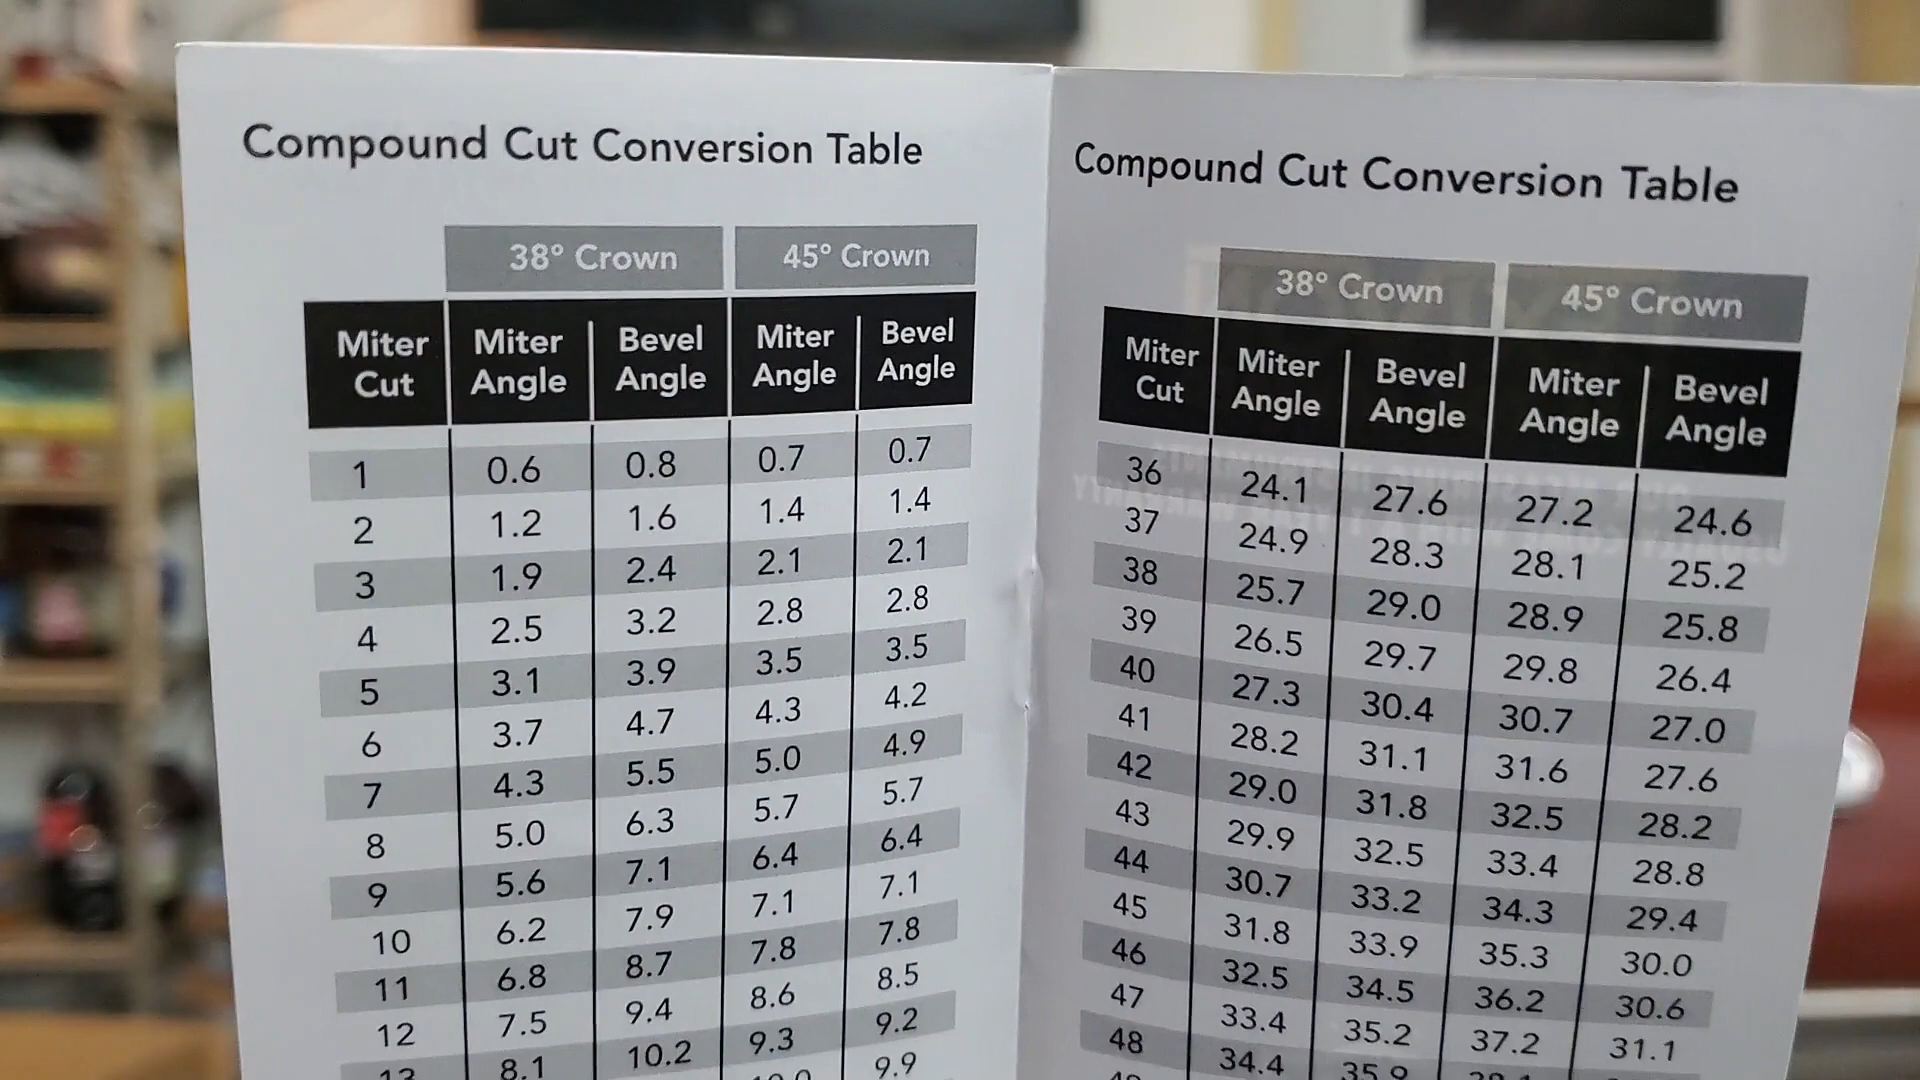 Compound Cut Conversion Table
38° Crown 45° Crown
Miter Cut Miter Angle Bevel Angle Miter Angle Bevel Angle
1 0.6 0.8 0.7 0.7
2 1.2 1.6 1.4 1.4
3 1.9 2.4 2.1 2.1
4 2.5 3.2 2.8 2.8
5 3.1 3.9 3.5 3.5
6 3.7 4.7 4.3 4.2
7 4.3 5.5 5.0 4.9
8 5.0 6.3 5.7 5.7
9 5.6 7.1 6.4 6.4
10 6.2 7.9 7.1 7.1
11 6.8 8.7 7.8 7.8
12 7.5 9.4 8.6 8.5
13 8.1 10.2 9.3 9.2
9.9
Compound Cut Conversion Table
38° Crown 45° Crown
Miter Cut Miter Angle Bevel Angle Miter Angle Bevel Angle
36 24.1 27.6 27.2 24.6
37 24.9 28.3 28.1 25.2
38 25.7 29.0 28.9 25.8
39 26.5 29.7 29.8 26.4
40 27.3 30.4 30.7 27.0
41 28.2 31.1 31.6 27.6
42 29.0 31.8 32.5 28.2
43 29.9 32.5 33.4 28.8
44 30.7 33.2 34.3 29.4
45 31.8 33.9 35.3 30.0
46 32.5 34.5 36.2 30.6
47 33.4 35.2 37.2 31.1
48 34.4 35.9